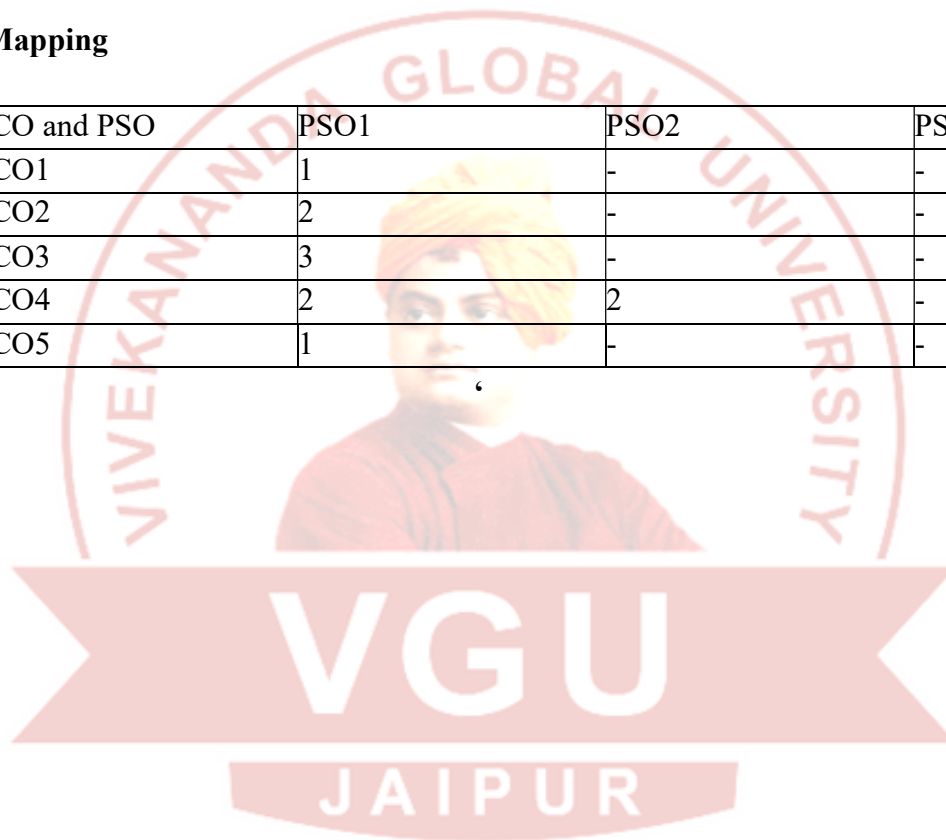 Mapping
CO and PSO PSO1 PSO2 PS
CO1 1 - -
CO2 2 - -
CO3 3 - -
CO4 2 2 -
CO5 1 - -
‘
VIVEKANANDA GLOBAL UNIVERSITY
VGU
JAIPUR